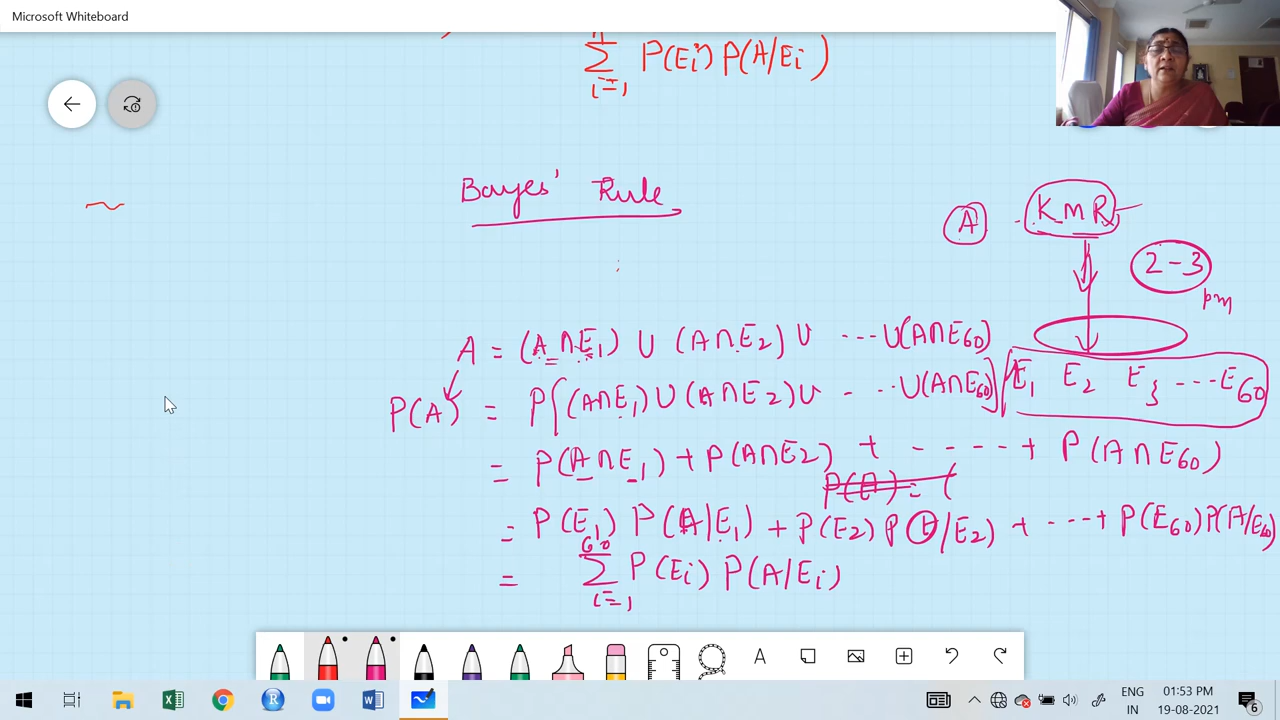 Microsoft Whiteboard
Σ P(Ei) P(A/Ei)
i=1
Bayes' Rule
A
KMR
2-3
pm
A = (A∩E1) U (A∩E2) U ---U(A∩E60)
E1 E2 E3 ---E60
P(A) = P[(A∩E1)U(A∩E2)U - --U(A∩E60)]
= P(A∩E1)+P(A∩E2) + - - - - - + P(A∩E60)
P(A)= (
= P(E1) P(A/E1) + P(E2) P( /E2) + ---+ P(E60)P(A/E60)
60
= Σ P(Ei) P(A/Ei)
i=1
A
ENG
IN
01:53 PM
19-08-2021
6